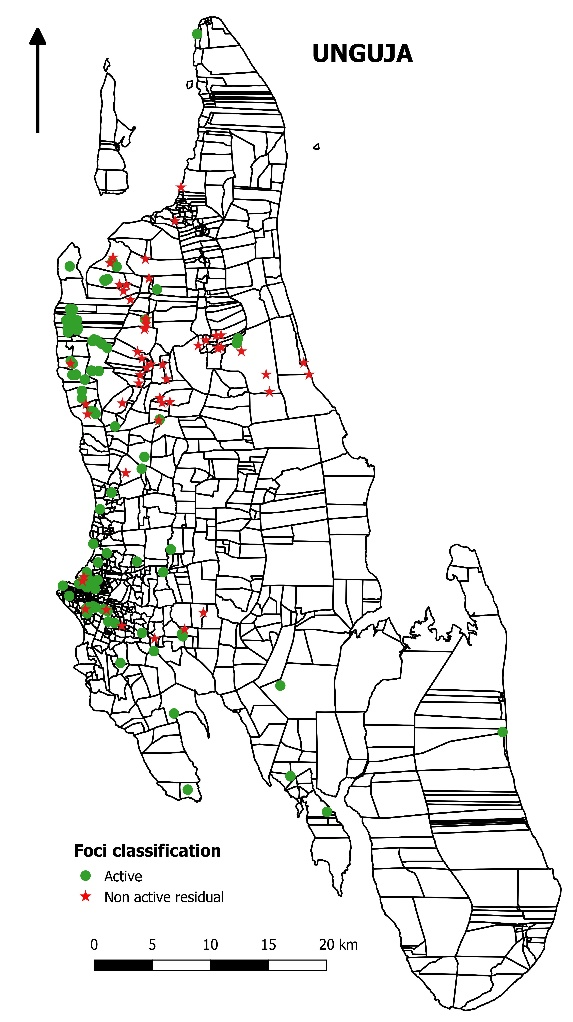 UNGUJA
Foci classification
Active
Non active residual
0 5 10 15 20 km